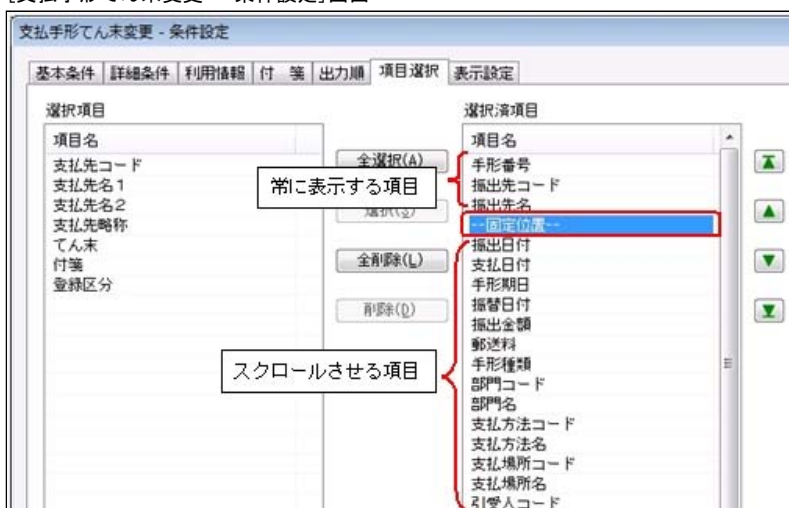 [支払手形てん末変更 - 条件設定]画面
支払手形てん末変更 - 条件設定
基本条件 詳細条件 利用情報 付　箋 出力順 項目選択 表示設定
選択項目
項目名
支払先コード
支払先名1
支払先名2
支払先略称
てん末
付箋
登録区分
全選択(A)
選択(S)
全削除(L)
削除(D)
常に表示する項目
スクロールさせる項目
選択済項目
項目名
手形番号
振出先コード
振出先名
--固定位置--
振出日付
支払日付
手形期日
振替日付
振出金額
郵送料
手形種類
部門コード
部門名
支払方法コード
支払方法名
支払場所コード
支払場所名
引受人コード